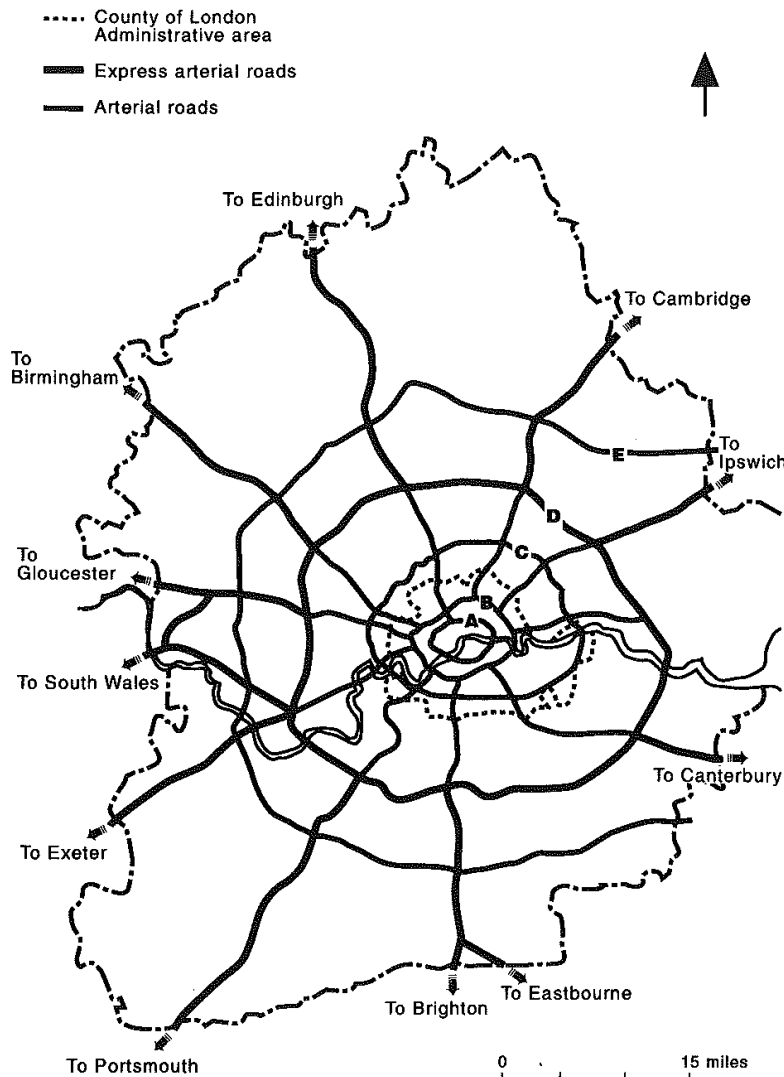 County of London
Administrative area
Express arterial roads
Arterial roads
To Edinburgh
To Cambridge
To
Birmingham
E
To
Ipswich
D
To
Gloucester
C
B
A
To South Wales
To Canterbury
To Exeter
To Brighton
To Eastbourne
To Portsmouth
0
15 miles